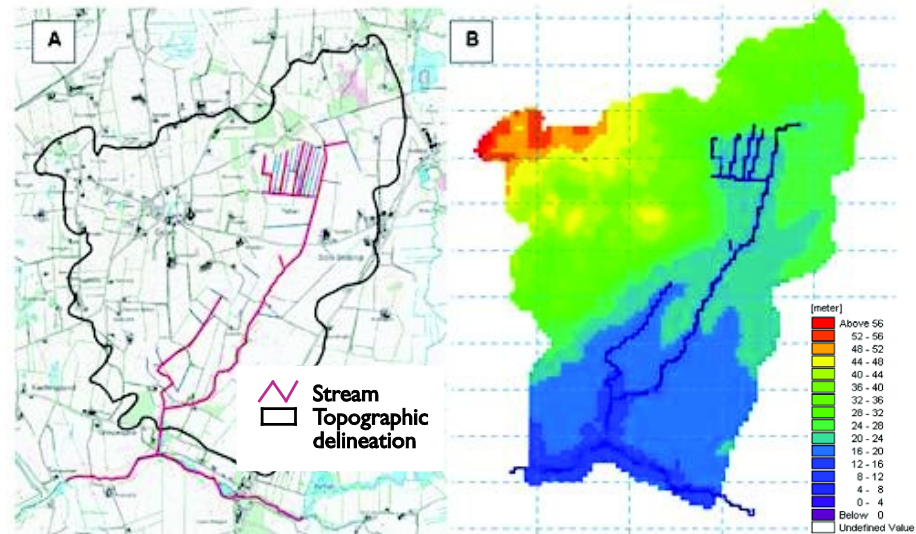 A
Stream
Topographic
delineation
B
[meter]
Above 56
52 - 56
48 - 52
44 - 48
40 - 44
36 - 40
32 - 36
28 - 32
24 - 28
20 - 24
16 - 20
12 - 16
8 - 12
4 - 8
0 - 4
Below 0
Undefined Value